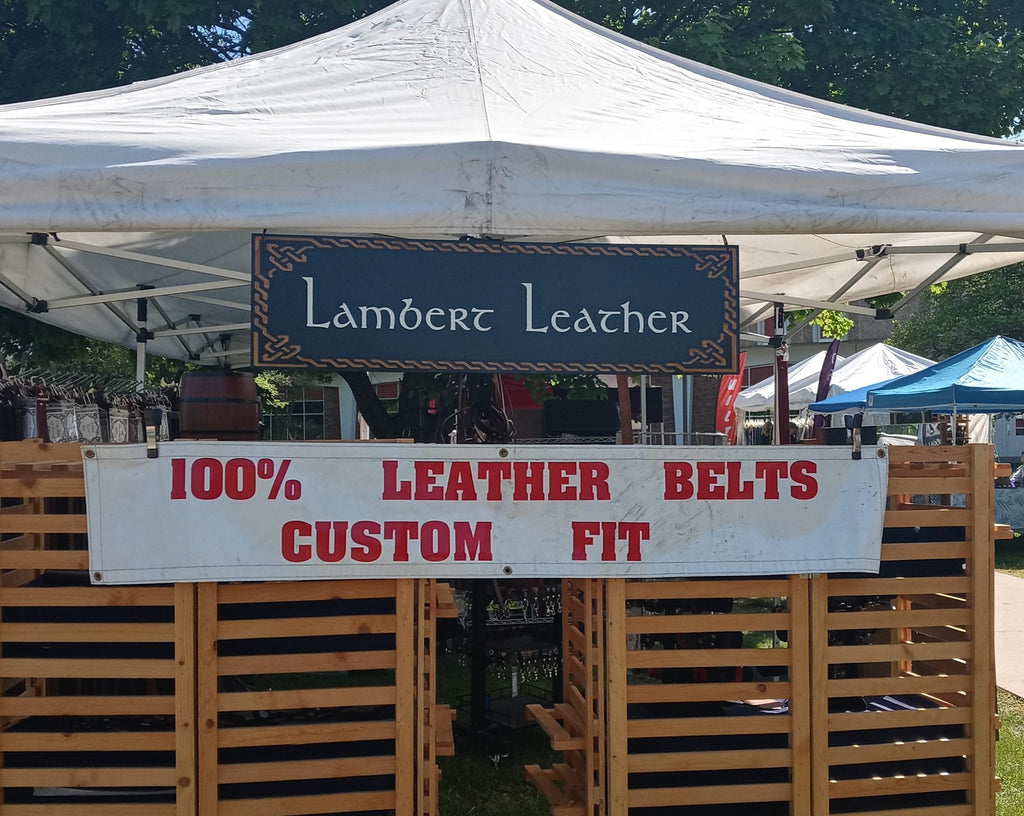 Lambert Leather
100% LEATHER BELTS
CUSTOM FIT